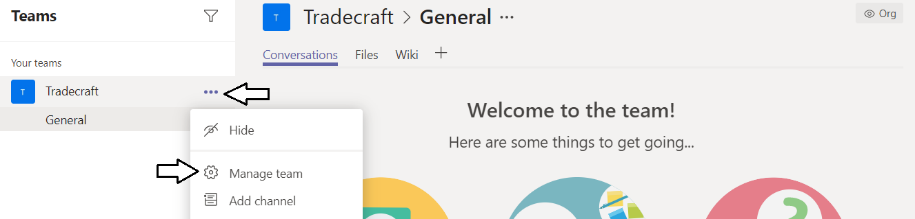 Teams
T Tradecraft > General ...
Org
Conversations Files Wiki +
Your teams
T Tradecraft ...
General
Hide
Manage team
Add channel
Welcome to the team!
Here are some things to get going...